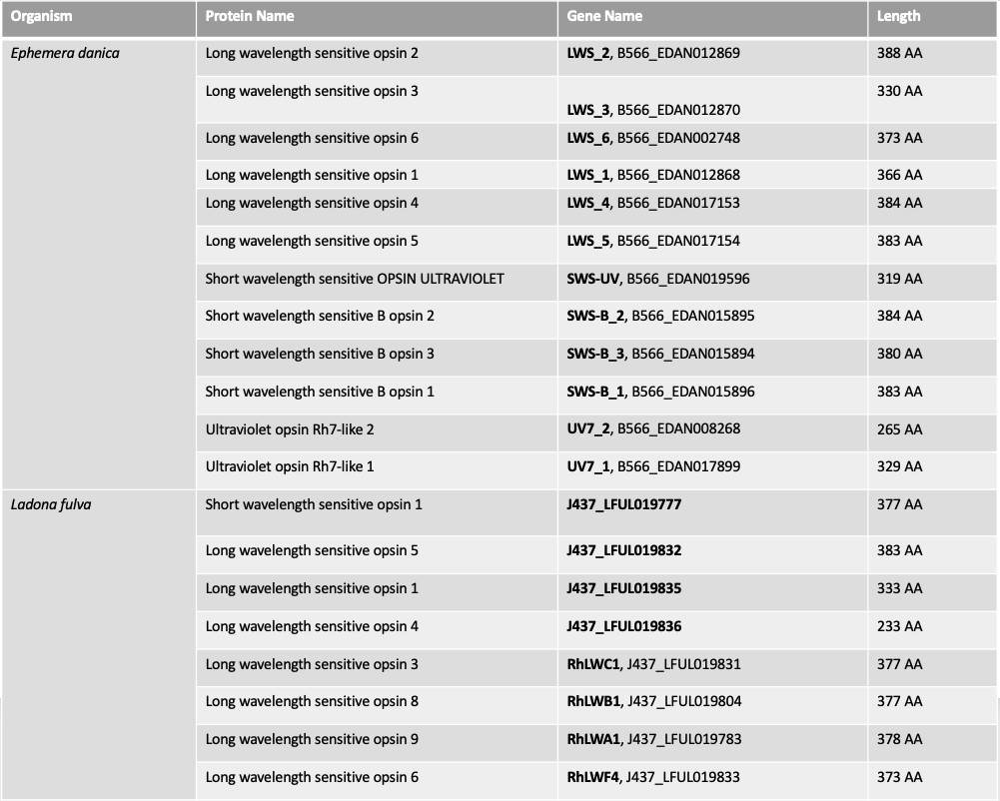 Organism Protein Name Gene Name Length
Ephemera danica Long wavelength sensitive opsin 2 LWS_2, B566_EDAN012869 388 AA
Long wavelength sensitive opsin 3 LWS_3, B566_EDAN012870 330 AA
Long wavelength sensitive opsin 6 LWS_6, B566_EDAN002748 373 AA
Long wavelength sensitive opsin 1 LWS_1, B566_EDAN012868 366 AA
Long wavelength sensitive opsin 4 LWS_4, B566_EDAN017153 384 AA
Long wavelength sensitive opsin 5 LWS_5, B566_EDAN017154 383 AA
Short wavelength sensitive OPSIN ULTRAVIOLET SWS-UV, B566_EDAN019596 319 AA
Short wavelength sensitive B opsin 2 SWS-B_2, B566_EDAN015895 384 AA
Short wavelength sensitive B opsin 3 SWS-B_3, B566_EDAN015894 380 AA
Short wavelength sensitive B opsin 1 SWS-B_1, B566_EDAN015896 383 AA
Ultraviolet opsin Rh7-like 2 UV7_2, B566_EDAN008268 265 AA
Ultraviolet opsin Rh7-like 1 UV7_1, B566_EDAN017899 329 AA
Ladona fulva Short wavelength sensitive opsin 1 J437_LFUL019777 377 AA
Long wavelength sensitive opsin 5 J437_LFUL019832 383 AA
Long wavelength sensitive opsin 1 J437_LFUL019835 333 AA
Long wavelength sensitive opsin 4 J437_LFUL019836 233 AA
Long wavelength sensitive opsin 3 RhLWC1, J437_LFUL019831 377 AA
Long wavelength sensitive opsin 8 RhLWB1, J437_LFUL019804 377 AA
Long wavelength sensitive opsin 9 RhLWA1, J437_LFUL019783 378 AA
Long wavelength sensitive opsin 6 RhLWF4, J437_LFUL019833 373 AA